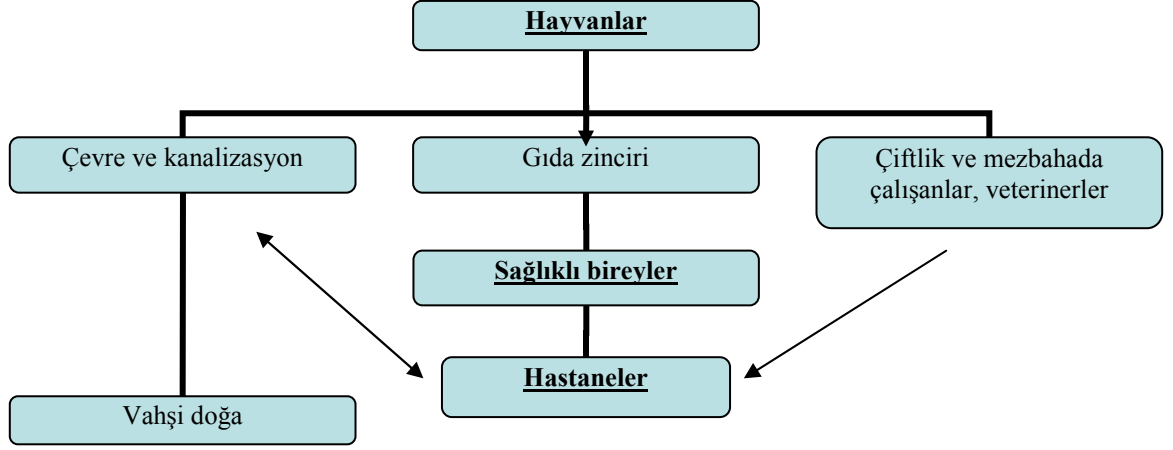 Hayvanlar
Çevre ve kanalizasyon
Gıda zinciri
Çiftlik ve mezbahada
çalışanlar, veterinerler
Sağlıklı bireyler
Hastaneler
Vahşi doğa